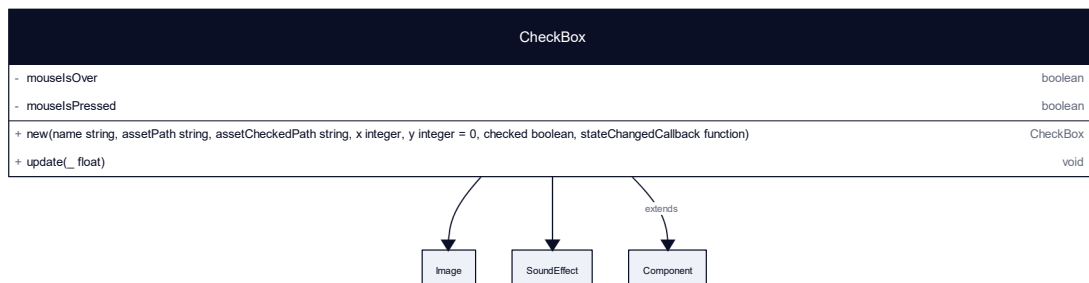 CheckBox
- mouseIsOver boolean
- mouseIsPressed boolean
+ new(name string, assetPath string, assetCheckedPath string, x integer, y integer = 0, checked boolean, stateChangedCallback function) CheckBox
+ update(_ float) void
extends
Image SoundEffect Component